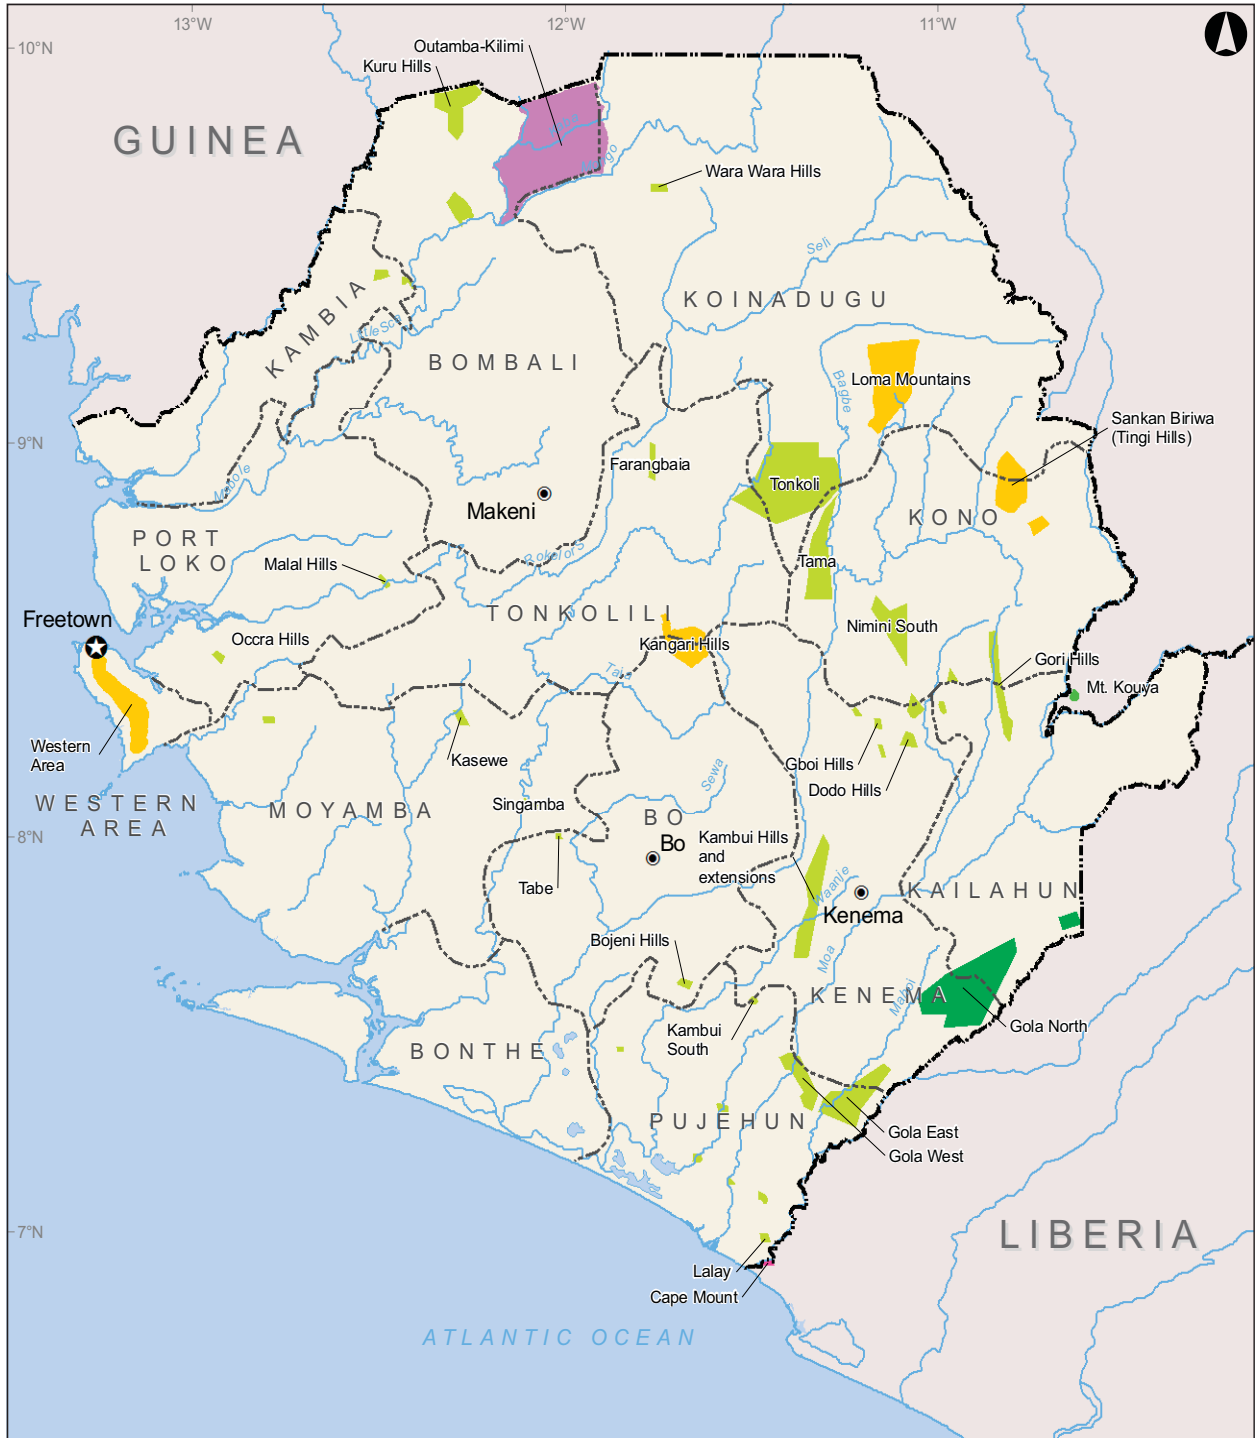 13°W
12°W
11°W
10°N
Outamba-Kilimi
Kuru Hills
GUINEA
Mongo
Wara Wara Hills
Seli
KOINADUGU
KAMBIA
BOMBALI
Loma Mountains
Bagbe
Sankan Biriwa
(Tingi Hills)
9°N
Farangbaia
Mabole
Tonkoli
Makeni
KONO
PORT
LOKO
Malal Hills
Tama
TONKOLILI
Freetown
Nimini South
Occra Hills
Kangari Hills
Gori Hills
Mt. Kouya
Western
Area
Kasewe
Gboi Hills
Dodo Hills
Sewa
WESTERN
AREA
MOYAMBA
Singamba
BO
8°N
Bo
Kambui Hills
and
extensions
Tabe
Waanje
KAILAHUN
Kenema
Bojeni Hills
Moa
KENEMA
Gola North
Kambui
South
BONTHE
PUJEHUN
Gola East
Gola West
7°N
LIBERIA
Lalay
Cape Mount
ATLANTIC OCEAN